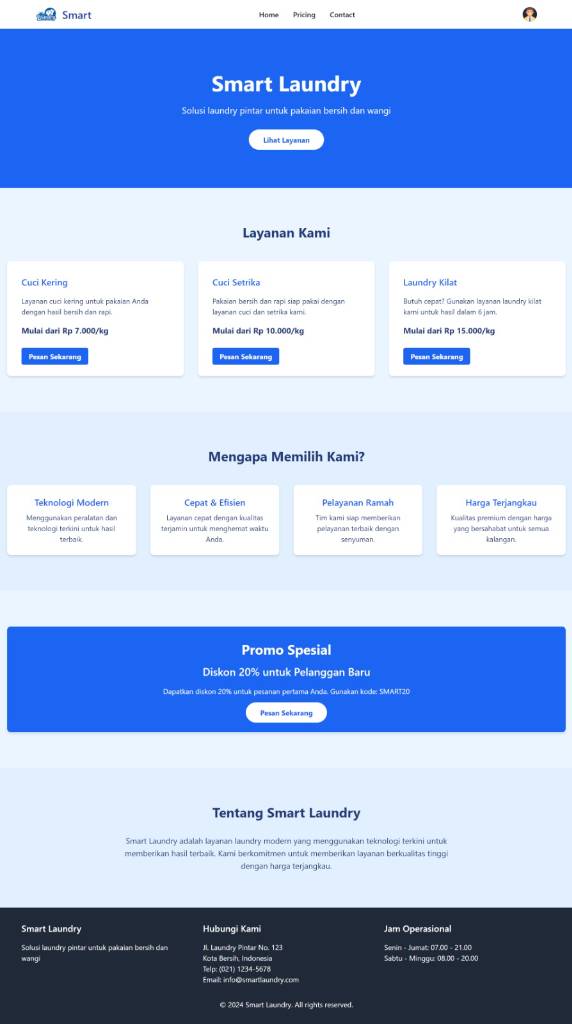 Smart
Home Pricing Contact
Smart Laundry
Solusi laundry pintar untuk pakaian bersih dan wangi
Lihat Layanan
Layanan Kami
Cuci Kering
Layanan cuci kering untuk pakaian Anda
dengan hasil bersih dan rapi.
Mulai dari Rp 7.000/kg
Pesan Sekarang
Cuci Setrika
Pakaian bersih dan rapi siap pakai dengan
layanan cuci dan setrika kami.
Mulai dari Rp 10.000/kg
Pesan Sekarang
Laundry Kilat
Butuh cepat? Gunakan layanan laundry kilat
kami untuk hasil dalam 6 jam.
Mulai dari Rp 15.000/kg
Pesan Sekarang
Mengapa Memilih Kami?
Teknologi Modern
Menggunakan peralatan dan
teknologi terkini untuk hasil
terbaik.
Cepat & Efisien
Layanan cepat dengan kualitas
terjamin untuk menghemat waktu
Anda.
Pelayanan Ramah
Tim kami siap memberikan
pelayanan terbaik dengan
senyuman.
Harga Terjangkau
Kualitas premium dengan harga
yang bersahabat untuk semua
kalangan.
Promo Spesial
Diskon 20% untuk Pelanggan Baru
Dapatkan diskon 20% untuk pesanan pertama Anda. Gunakan kode: SMART20
Pesan Sekarang
Tentang Smart Laundry
Smart Laundry adalah layanan laundry modern yang menggunakan teknologi terkini untuk
memberikan hasil terbaik. Kami berkomitmen untuk memberikan layanan berkualitas tinggi
dengan harga terjangkau.
Smart Laundry
Solusi laundry pintar untuk pakaian bersih dan
wangi
Hubungi Kami
Jl. Laundry Pintar No. 123
Kota Bersih, Indonesia
Telp: (021) 1234-5678
Email: info@smartlaundry.com
Jam Operasional
Senin - Jumat: 07.00 - 21.00
Sabtu - Minggu: 08.00 - 20.00
© 2024 Smart Laundry. All rights reserved.